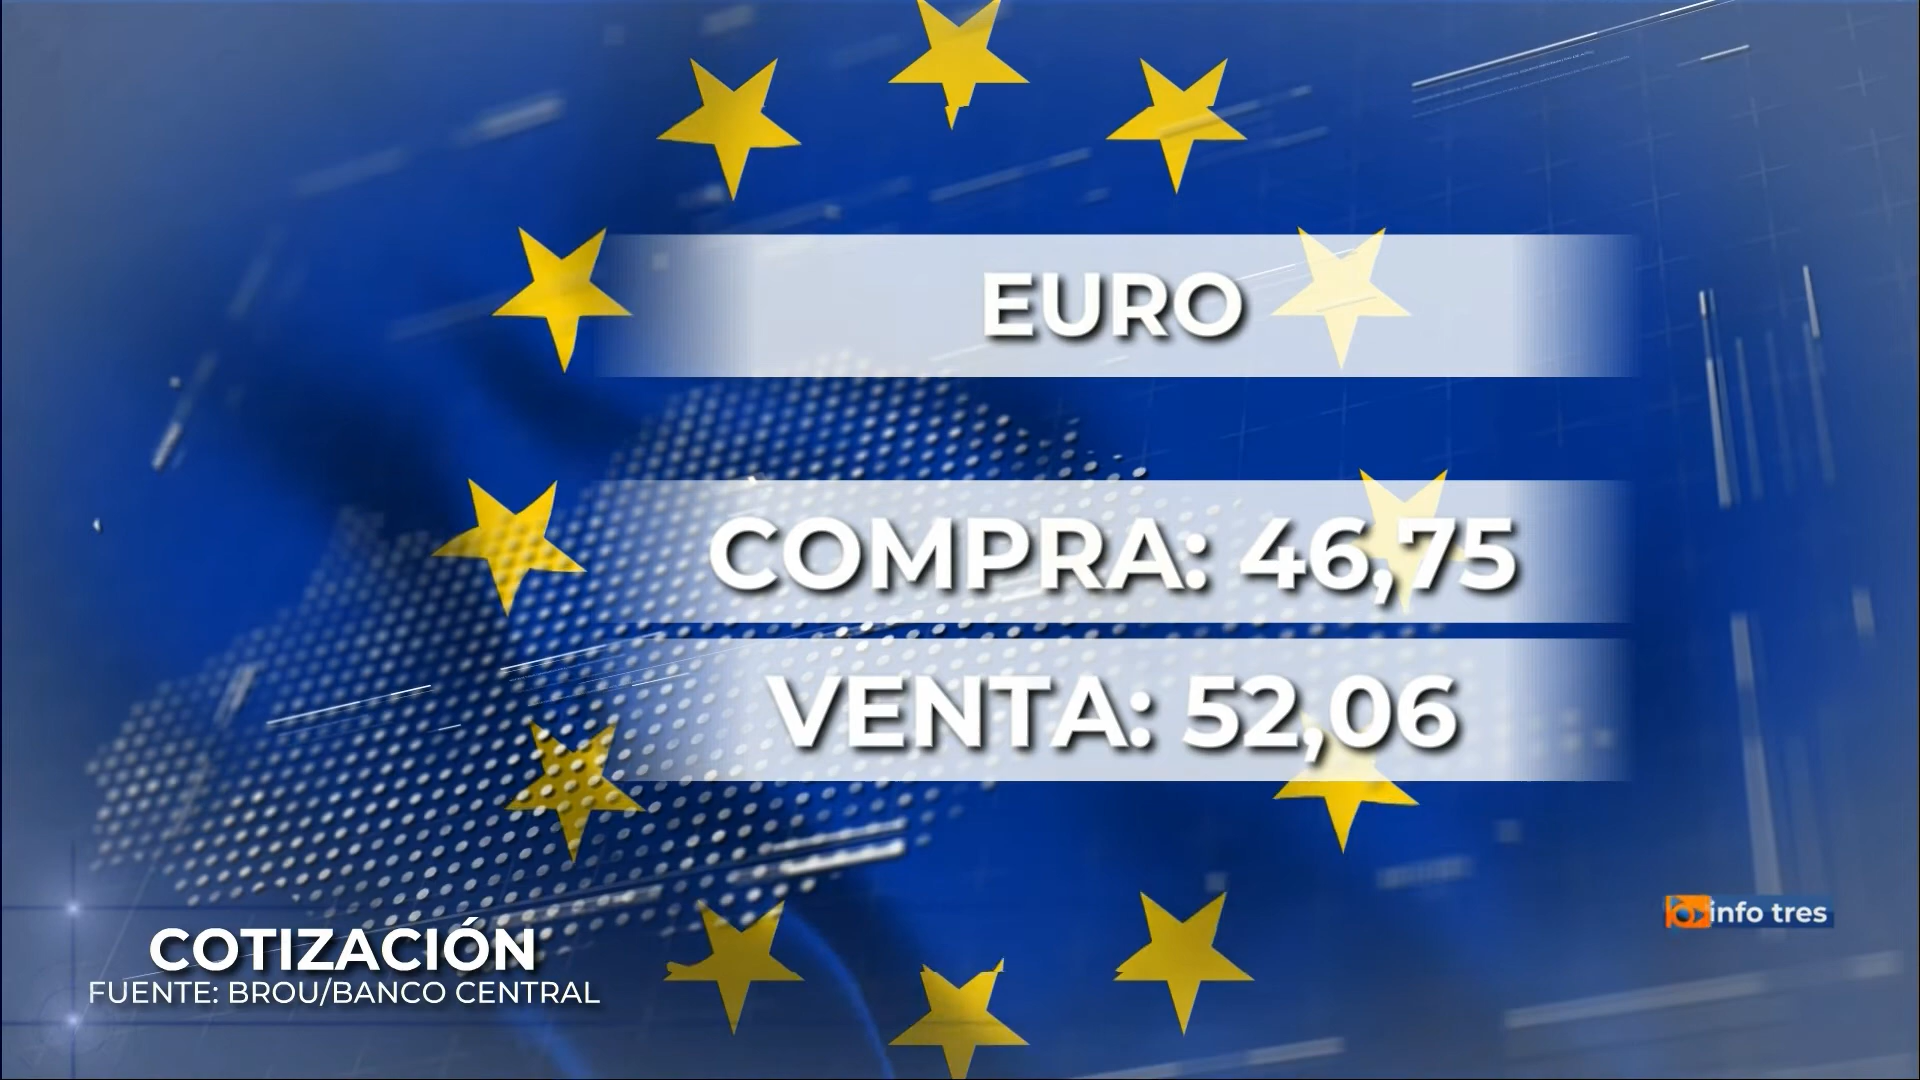 EURO
COMPRA: 46,75
VENTA: 52,06
COTIZACIÓN
FUENTE: BROU/BANCO CENTRAL
info tres